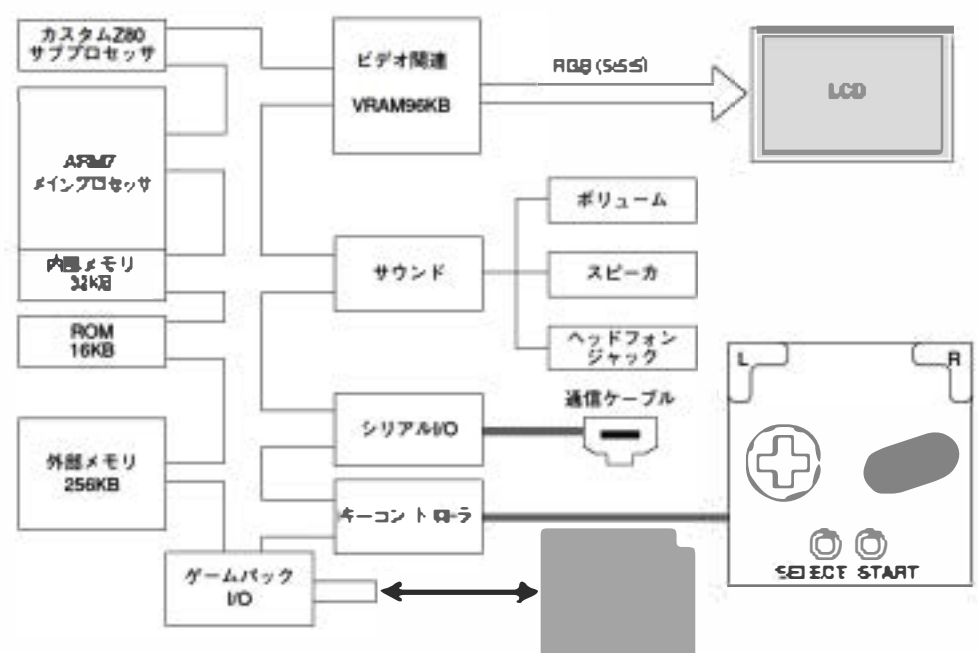 カスタムZ80
サブプロセッサ
ARM7
メインプロセッサ
内部メモリ
32KB
ROM
16KB
外部メモリ
256KB
ゲームパック
I/O
ビデオ関連
VRAM96KB
サウンド
シリアルI/O
キーコントローラ
RGB (5:5:5)
LCD
ボリューム
スピーカ
ヘッドフォン
ジャック
通信ケーブル
L
R
SELECT START